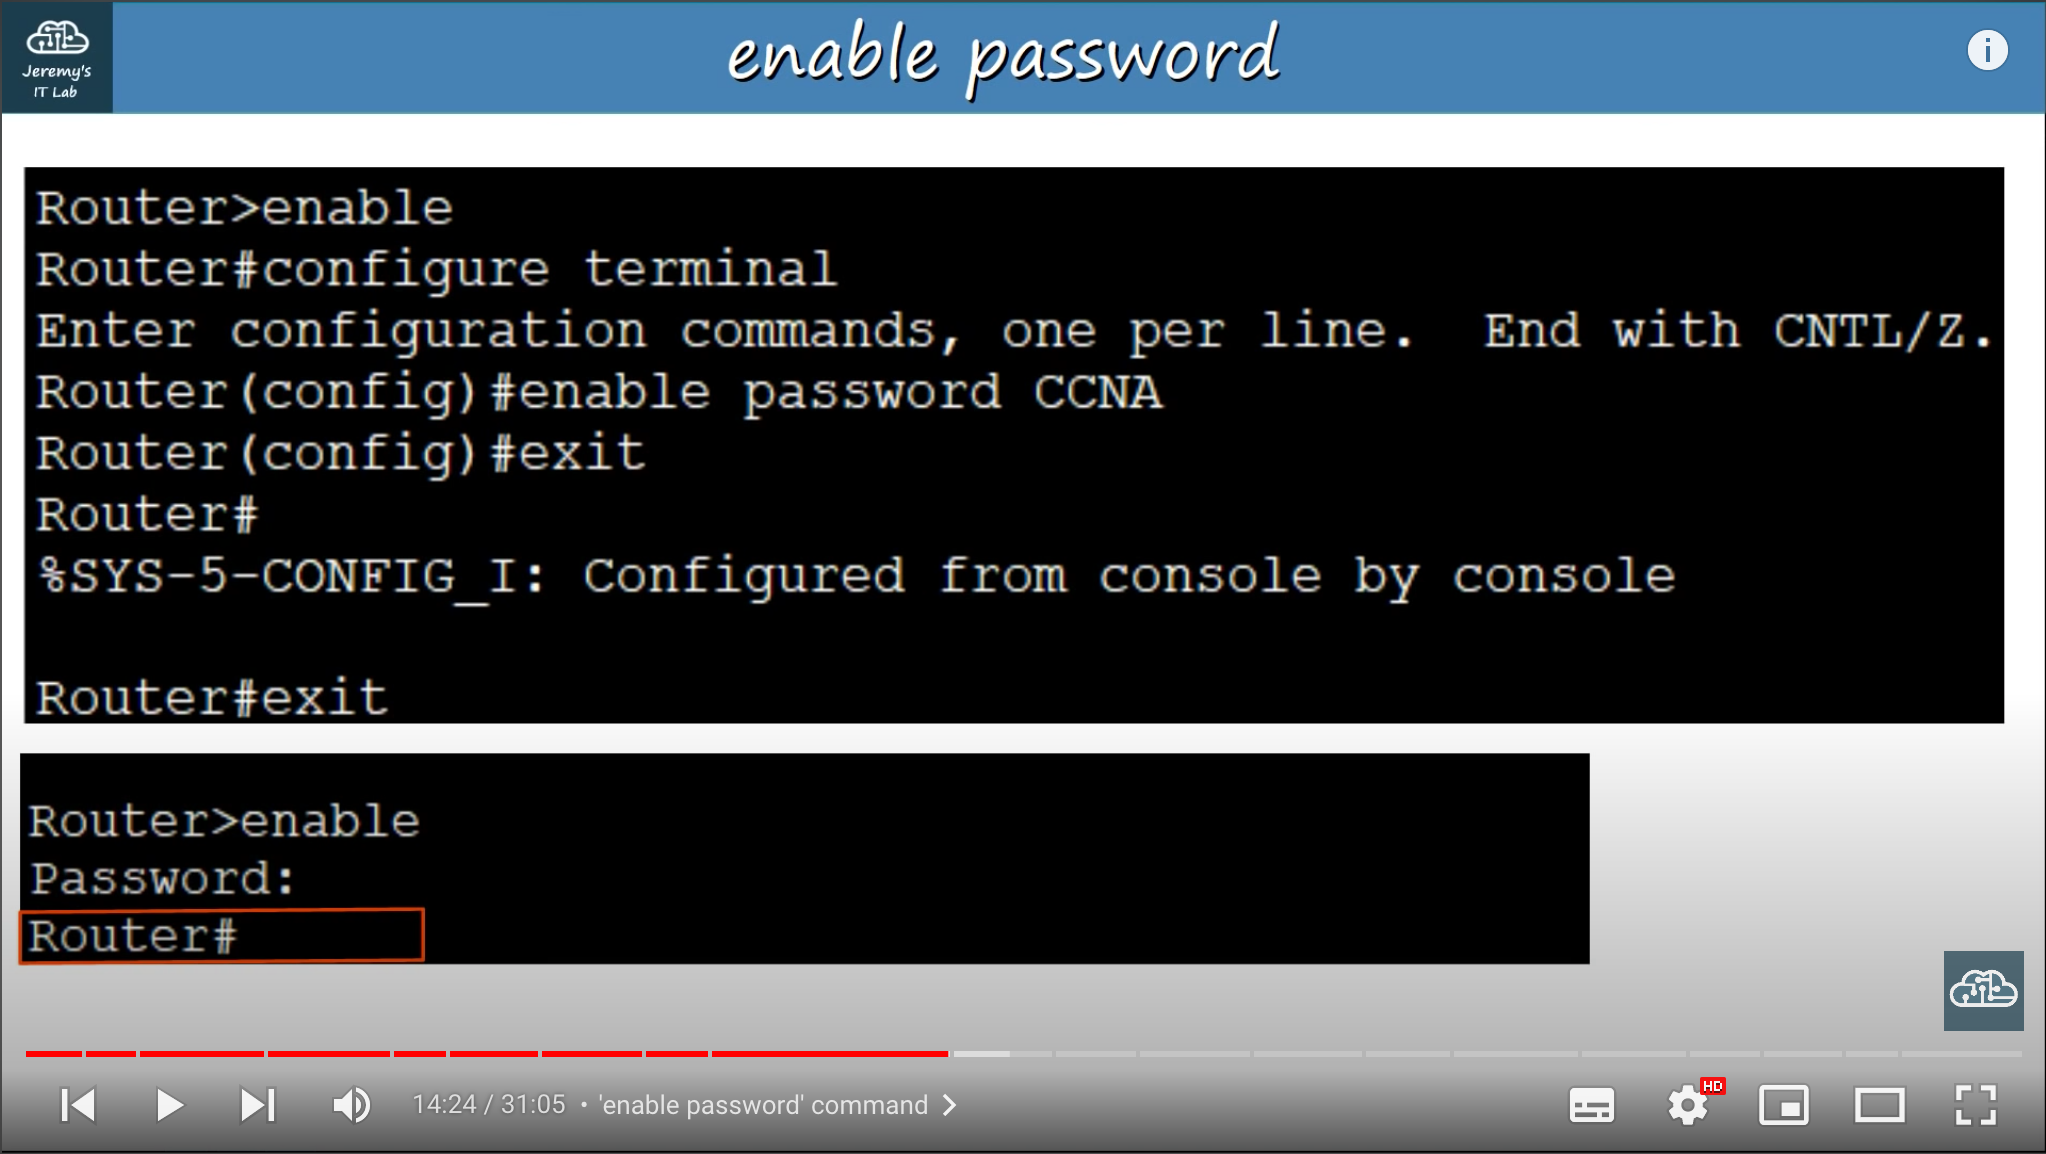 Jeremy's
IT Lab
enable password
i
Router>enable
Router#configure terminal
Enter configuration commands, one per line.  End with CNTL/Z.
Router(config)#enable password CCNA
Router(config)#exit
Router#
%SYS-5-CONFIG_I: Configured from console by console
Router#exit
Router>enable
Password:
Router#
14:24 / 31:05 • 'enable password' command
HD